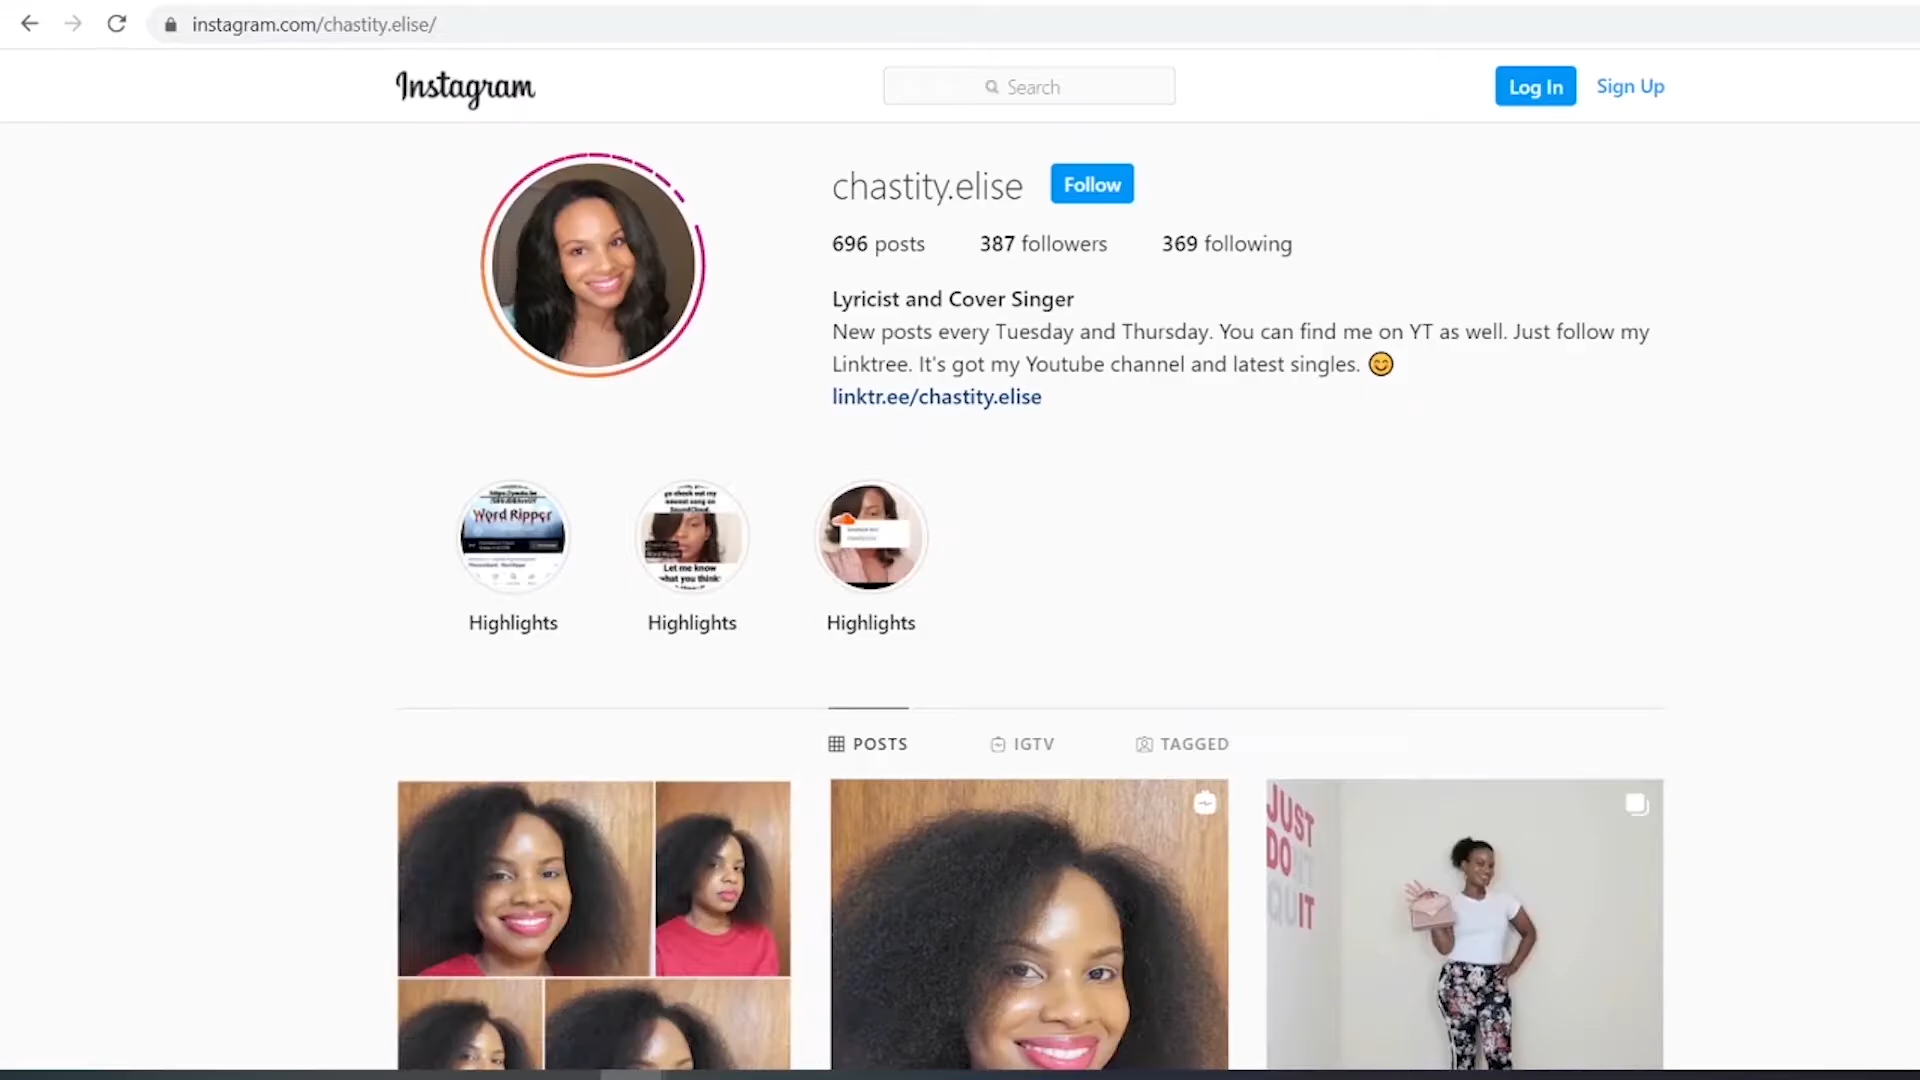 instagram.com/chastity.elise/
Instagram
Search
Log In
Sign Up
chastity.elise
Follow
696 posts
387 followers
369 following
Lyricist and Cover Singer
New posts every Tuesday and Thursday. You can find me on YT as well. Just follow my
Linktree. It's got my Youtube channel and latest singles. 😊
linktr.ee/chastity.elise
Word Ripper
go check out my
newest song on
SoundCloud.
Let me know
what you think
Highlights
Highlights
Highlights
POSTS
IGTV
TAGGED
JUST
DON'T
QUIT